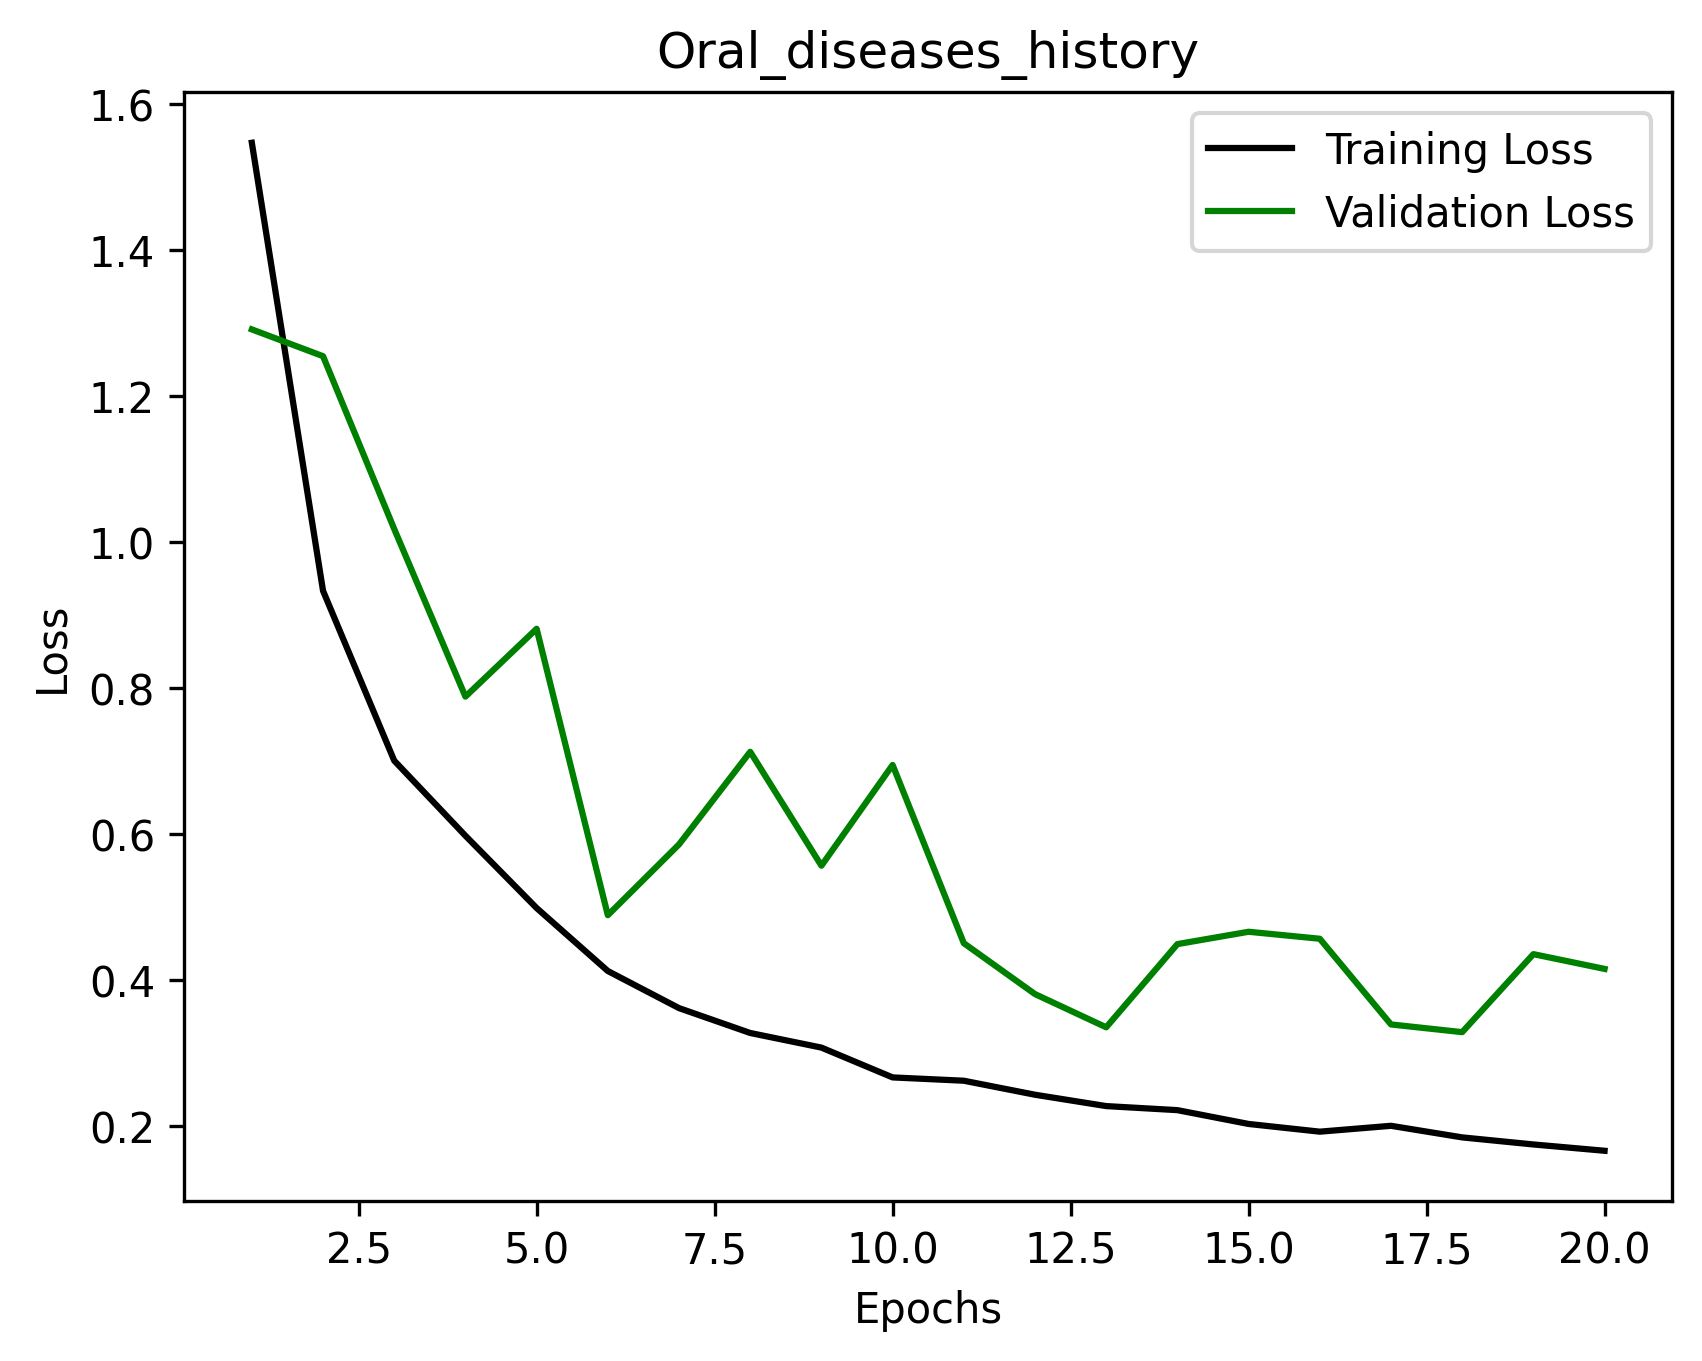 Oral_diseases_history
Training Loss
Validation Loss
1.6
1.4
1.2
1.0
0.8
0.6
0.4
0.2
Loss
2.5 5.0 7.5 10.0 12.5 15.0 17.5 20.0
Epochs